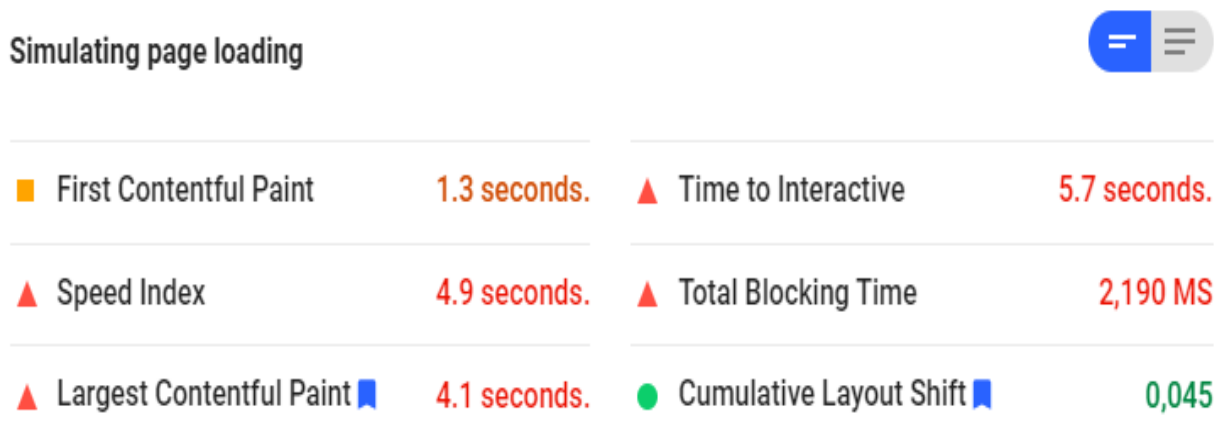 Simulating page loading
First Contentful Paint 1.3 seconds.
Time to Interactive 5.7 seconds.
Speed Index 4.9 seconds.
Total Blocking Time 2,190 MS
Largest Contentful Paint 4.1 seconds.
Cumulative Layout Shift 0,045